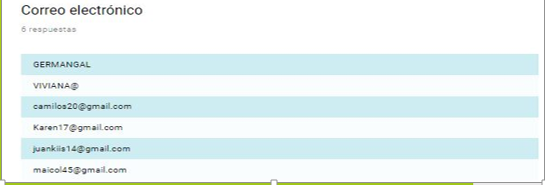 Correo electrónico
6 respuestas
GERMANGAL
VIVIANA@
camilos20@gmail.com
Karen17@gmail.com
juankiis14@gmail.com
maicol45@gmail.com